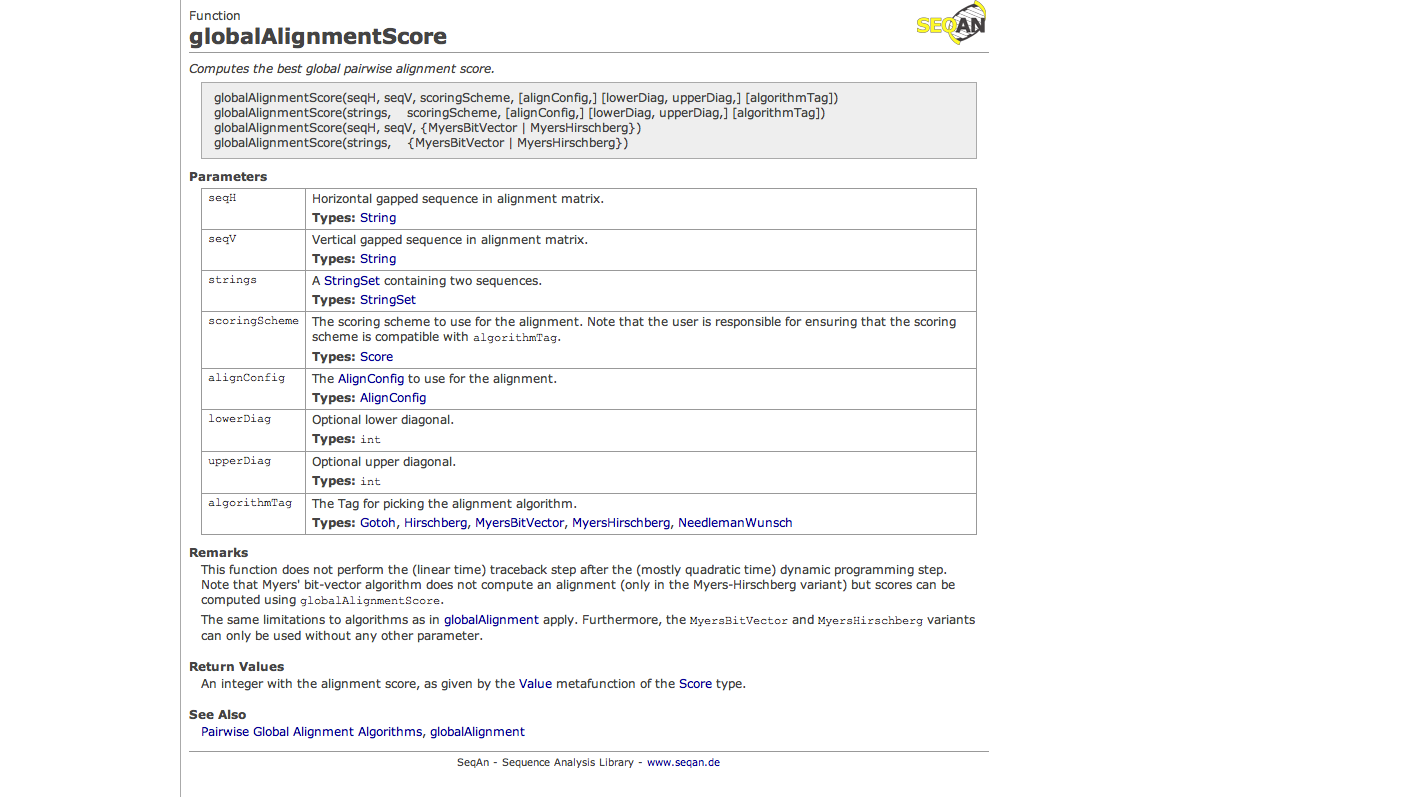 Function
globalAlignmentScore
SEQAN
Computes the best global pairwise alignment score.
globalAlignmentScore(seqH, seqV, scoringScheme, [alignConfig,] [lowerDiag, upperDiag,] [algorithmTag])
globalAlignmentScore(strings, scoringScheme, [alignConfig,] [lowerDiag, upperDiag,] [algorithmTag])
globalAlignmentScore(seqH, seqV, {MyersBitVector | MyersHirschberg})
globalAlignmentScore(strings, {MyersBitVector | MyersHirschberg})
Parameters
seqH Horizontal gapped sequence in alignment matrix.
Types: String
seqV Vertical gapped sequence in alignment matrix.
Types: String
strings A StringSet containing two sequences.
Types: StringSet
scoringScheme The scoring scheme to use for the alignment. Note that the user is responsible for ensuring that the scoring
scheme is compatible with algorithmTag.
Types: Score
alignConfig The AlignConfig to use for the alignment.
Types: AlignConfig
lowerDiag Optional lower diagonal.
Types: int
upperDiag Optional upper diagonal.
Types: int
algorithmTag The Tag for picking the alignment algorithm.
Types: Gotoh, Hirschberg, MyersBitVector, MyersHirschberg, NeedlemanWunsch
Remarks
This function does not perform the (linear time) traceback step after the (mostly quadratic time) dynamic programming step.
Note that Myers' bit-vector algorithm does not compute an alignment (only in the Myers-Hirschberg variant) but scores can be
computed using globalAlignmentScore.
The same limitations to algorithms as in globalAlignment apply. Furthermore, the MyersBitVector and MyersHirschberg variants
can only be used without any other parameter.
Return Values
An integer with the alignment score, as given by the Value metafunction of the Score type.
See Also
Pairwise Global Alignment Algorithms, globalAlignment
SeqAn - Sequence Analysis Library - www.seqan.de